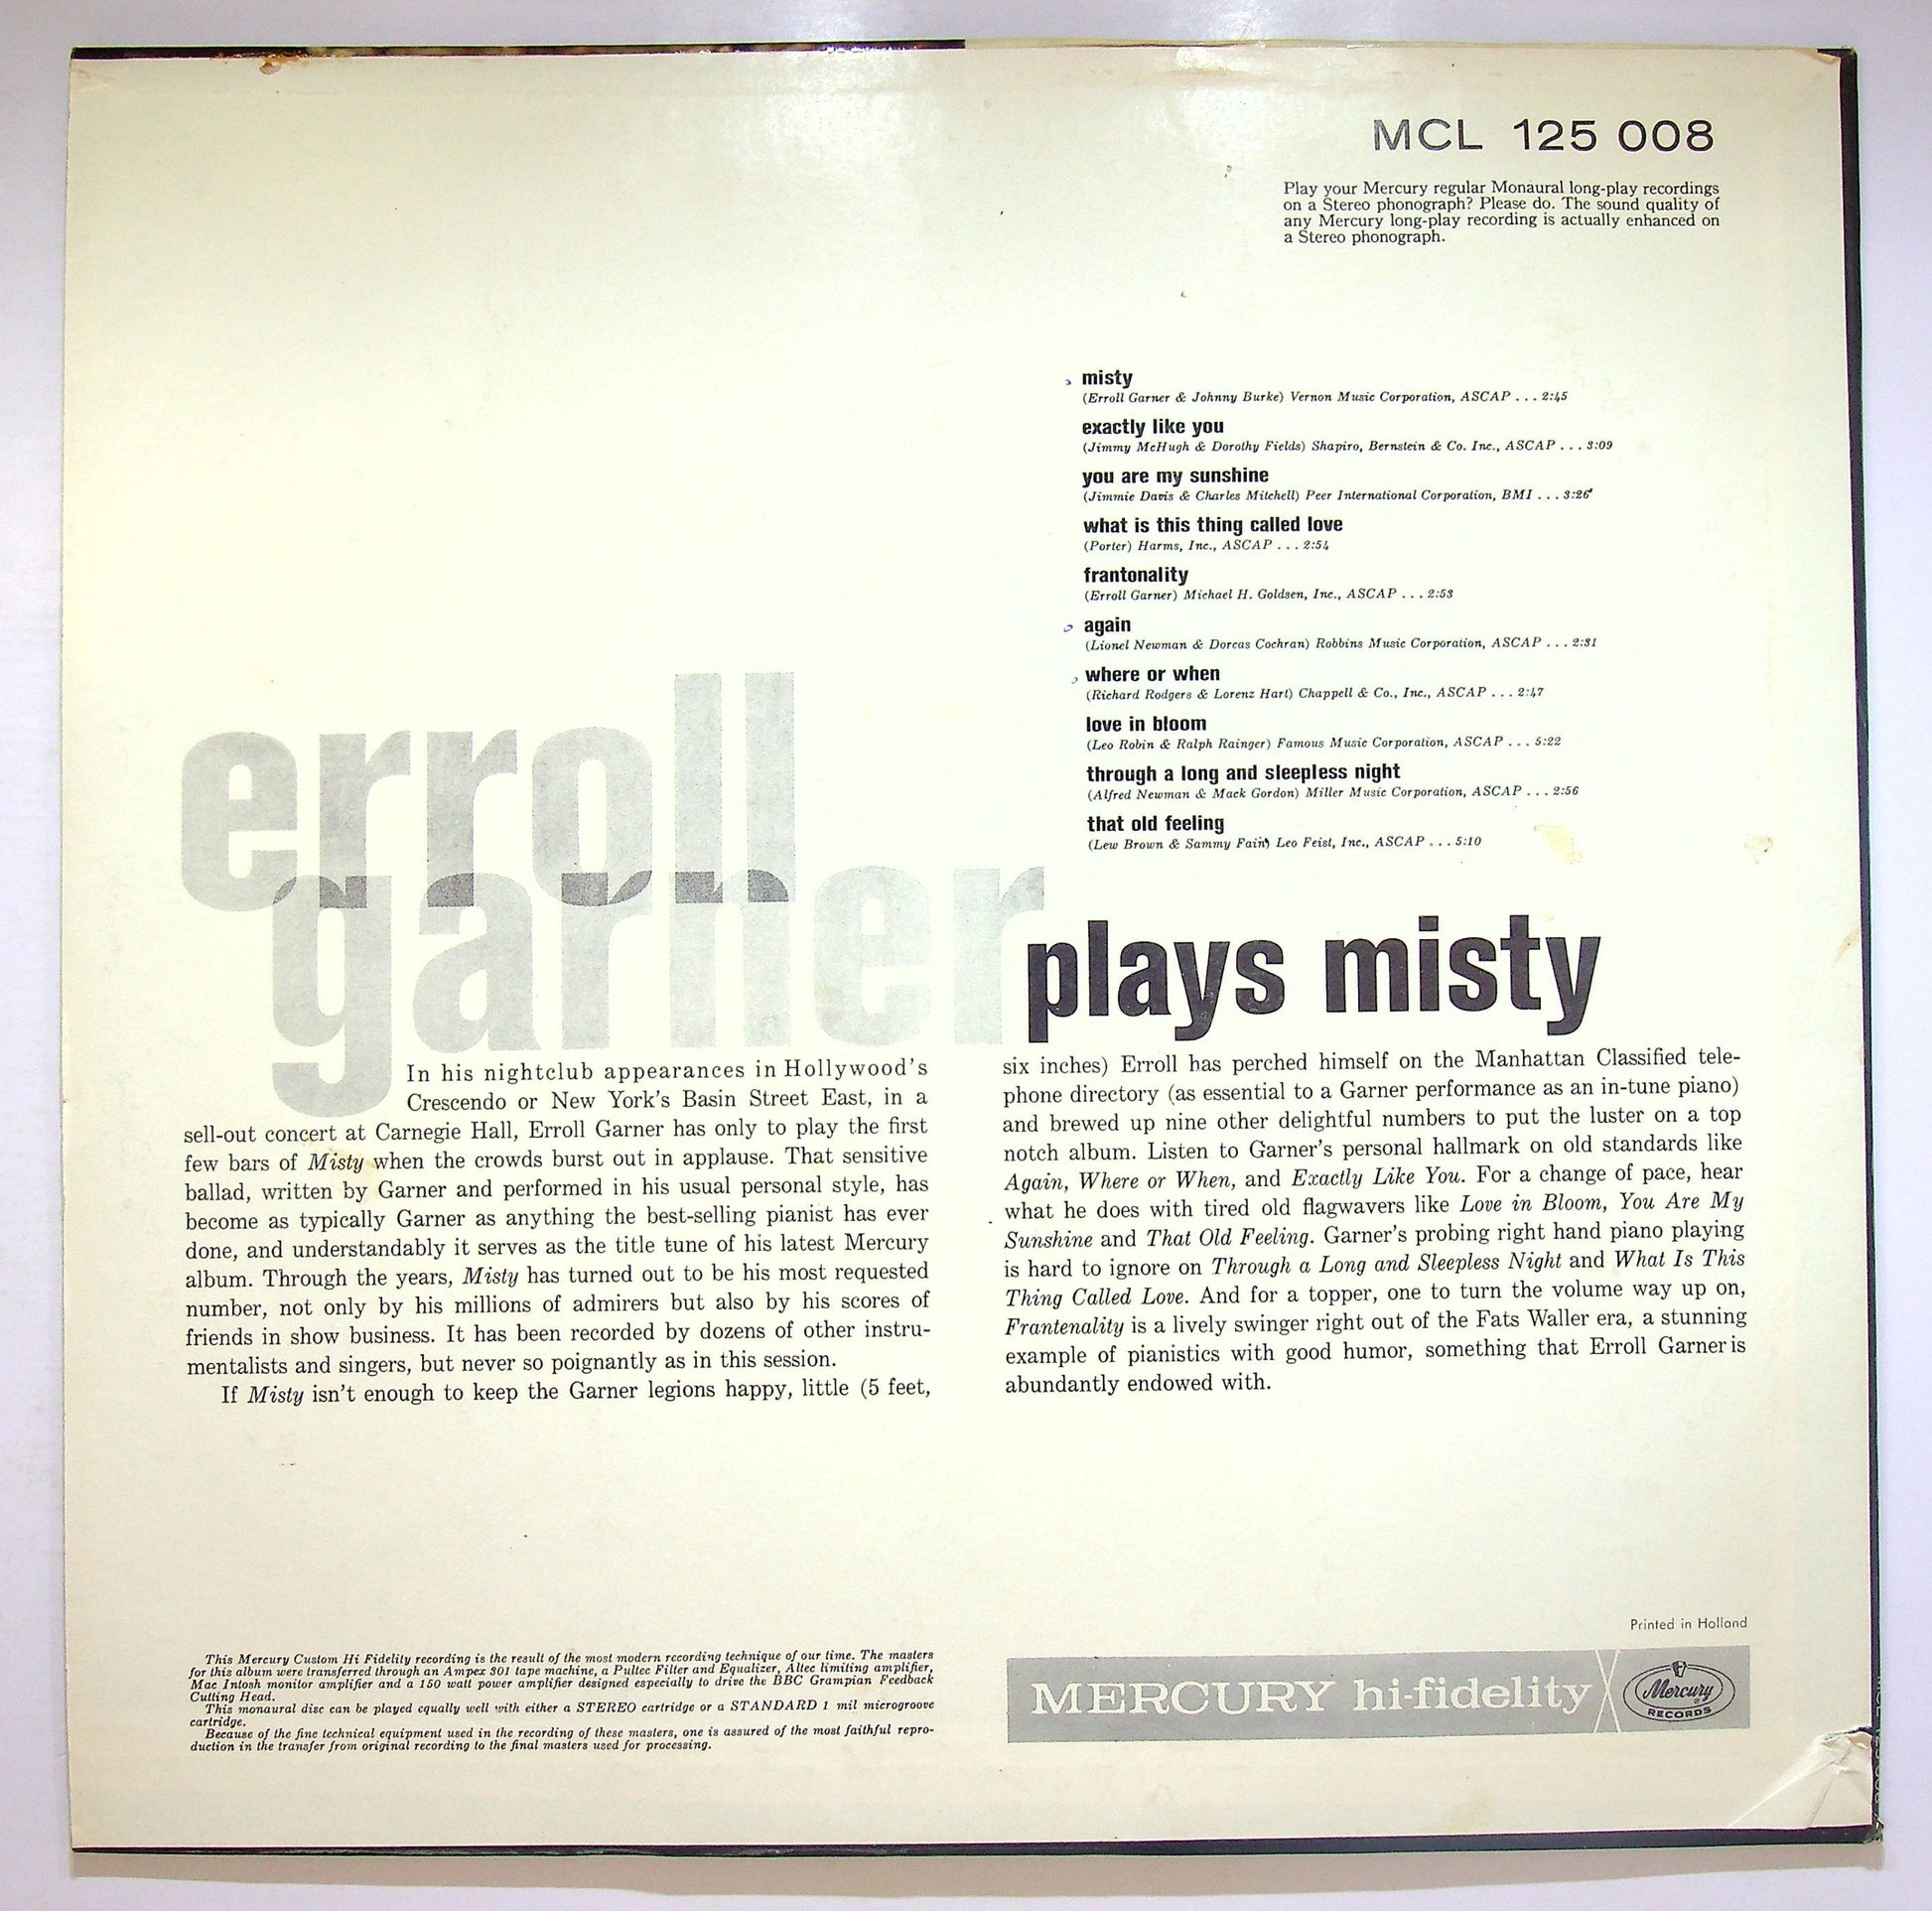 MCL 125 008
Play your Mercury regular Monaural long-play recordings
on a Stereo phonograph? Please do. The sound quality of
any Mercury long-play recording is actually enhanced on
a Stereo phonograph.
misty
(Erroll Garner & Johnny Burke) Vernon Music Corporation, ASCAP . . . 2:45
exactly like you
(Jimmy McHugh & Dorothy Fields) Shapiro, Bernstein & Co. Inc., ASCAP . . . 3:09
you are my sunshine
(Jimmie Davis & Charles Mitchell) Peer International Corporation, BMI . . . 3:26
what is this thing called love
(Porter) Harms, Inc., ASCAP . . . 2:54
frantonality
(Erroll Garner) Michael H. Goldsen, Inc., ASCAP . . . 2:53
again
(Lionel Newman & Dorcas Cochran) Robbins Music Corporation, ASCAP . . . 2:31
where or when
(Richard Rodgers & Lorenz Hart) Chappell & Co., Inc., ASCAP . . . 2:47
love in bloom
(Leo Robin & Ralph Rainger) Famous Music Corporation, ASCAP . . . 5:22
through a long and sleepless night
(Alfred Newman & Mack Gordon) Miller Music Corporation, ASCAP . . . 2:56
that old feeling
(Lew Brown & Sammy Fain) Leo Feist, Inc., ASCAP . . . 5:10
erroll
garner
plays misty
In his nightclub appearances in Hollywood's
Crescendo or New York's Basin Street East, in a
sell-out concert at Carnegie Hall, Erroll Garner has only to play the first
few bars of Misty when the crowds burst out in applause. That sensitive
ballad, written by Garner and performed in his usual personal style, has
become as typically Garner as anything the best-selling pianist has ever
done, and understandably it serves as the title tune of his latest Mercury
album. Through the years, Misty has turned out to be his most requested
number, not only by his millions of admirers but also by his scores of
friends in show business. It has been recorded by dozens of other instru-
mentalists and singers, but never so poignantly as in this session.
If Misty isn't enough to keep the Garner legions happy, little (5 feet,
six inches) Erroll has perched himself on the Manhattan Classified tele-
phone directory (as essential to a Garner performance as an in-tune piano)
and brewed up nine other delightful numbers to put the luster on a top
notch album. Listen to Garner's personal hallmark on old standards like
Again, Where or When, and Exactly Like You. For a change of pace, hear
what he does with tired old flagwavers like Love in Bloom, You Are My
Sunshine and That Old Feeling. Garner's probing right hand piano playing
is hard to ignore on Through a Long and Sleepless Night and What Is This
Thing Called Love. And for a topper, one to turn the volume way up on,
Frantenality is a lively swinger right out of the Fats Waller era, a stunning
example of pianistics with good humor, something that Erroll Garner is
abundantly endowed with.
This Mercury Custom Hi Fidelity recording is the result of the most modern recording technique of our time. The masters
for this album were transferred through an Ampex 301 tape machine, a Pultec Filter and Equalizer, Altec limiting amplifier,
Mac Intosh monitor amplifier and a 150 watt power amplifier designed especially to drive the BBC Grampian Feedback
Cutting Head.
This monaural disc can be played equally well with either a STEREO cartridge or a STANDARD 1 mil microgroove
cartridge.
Because of the fine technical equipment used in the recording of these masters, one is assured of the most faithful repro-
duction in the transfer from original recording to the final masters used for processing.
Printed in Holland
MERCURY hi-fidelity
Mercury
RECORDS